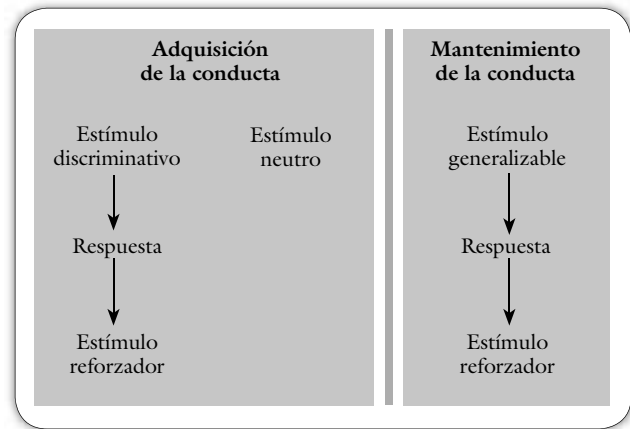 Adquisición
de la conducta
Estímulo
discriminativo
Estímulo
neutro
Respuesta
Estímulo
reforzador
Mantenimiento
de la conducta
Estímulo
generalizable
Respuesta
Estímulo
reforzador